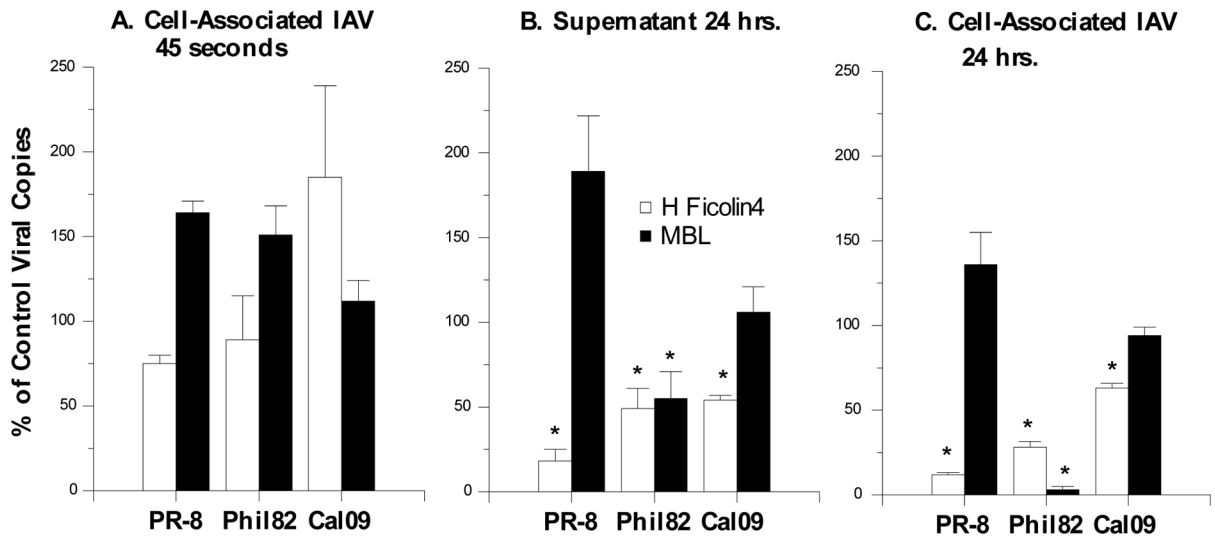 A. Cell-Associated IAV
45 seconds
B. Supernatant 24 hrs.
C. Cell-Associated IAV
24 hrs.
% of Control Viral Copies
250
200
150
100
50
0
PR-8 Phil82 Cal09
250
200
150
100
50
0
* * * *
H Ficolin4
MBL
PR-8 Phil82 Cal09
250
200
150
100
50
0
* * * *
PR-8 Phil82 Cal09